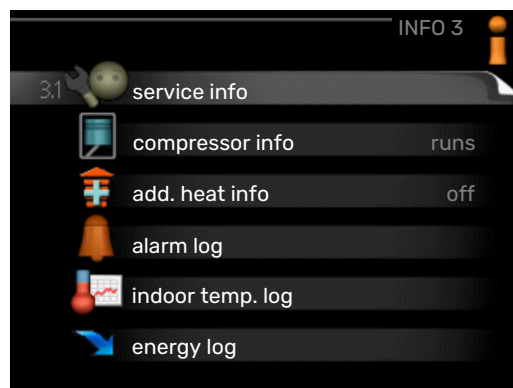 INFO 3
3.1 service info
compressor info runs
add. heat info off
alarm log
indoor temp. log
energy log